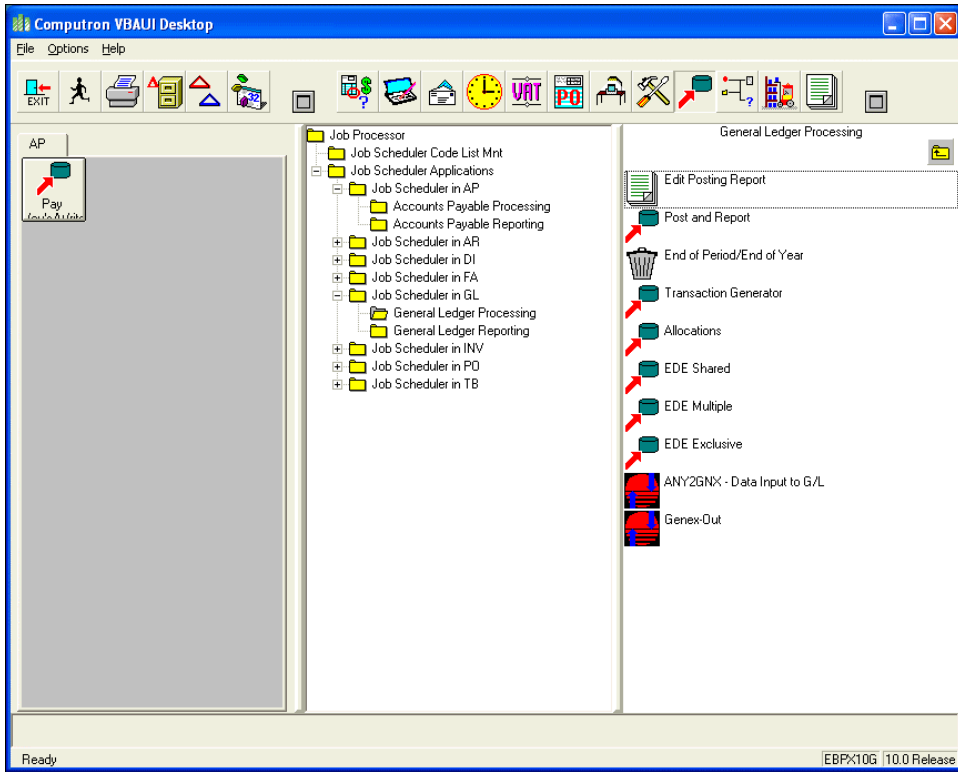 Computron VBAUI Desktop
File Options Help
EXIT
32
VAT
PO
AP
Pay
Job Processor
Job Scheduler Code List Mnt
Job Scheduler Applications
Job Scheduler in AP
Accounts Payable Processing
Accounts Payable Reporting
Job Scheduler in AR
Job Scheduler in DI
Job Scheduler in FA
Job Scheduler in GL
General Ledger Processing
General Ledger Reporting
Job Scheduler in INV
Job Scheduler in PO
Job Scheduler in TB
General Ledger Processing
Edit Posting Report
Post and Report
End of Period/End of Year
Transaction Generator
Allocations
EDE Shared
EDE Multiple
EDE Exclusive
ANY2GNX - Data Input to G/L
Genex-Out
Ready
EBPX10G 10.0 Release